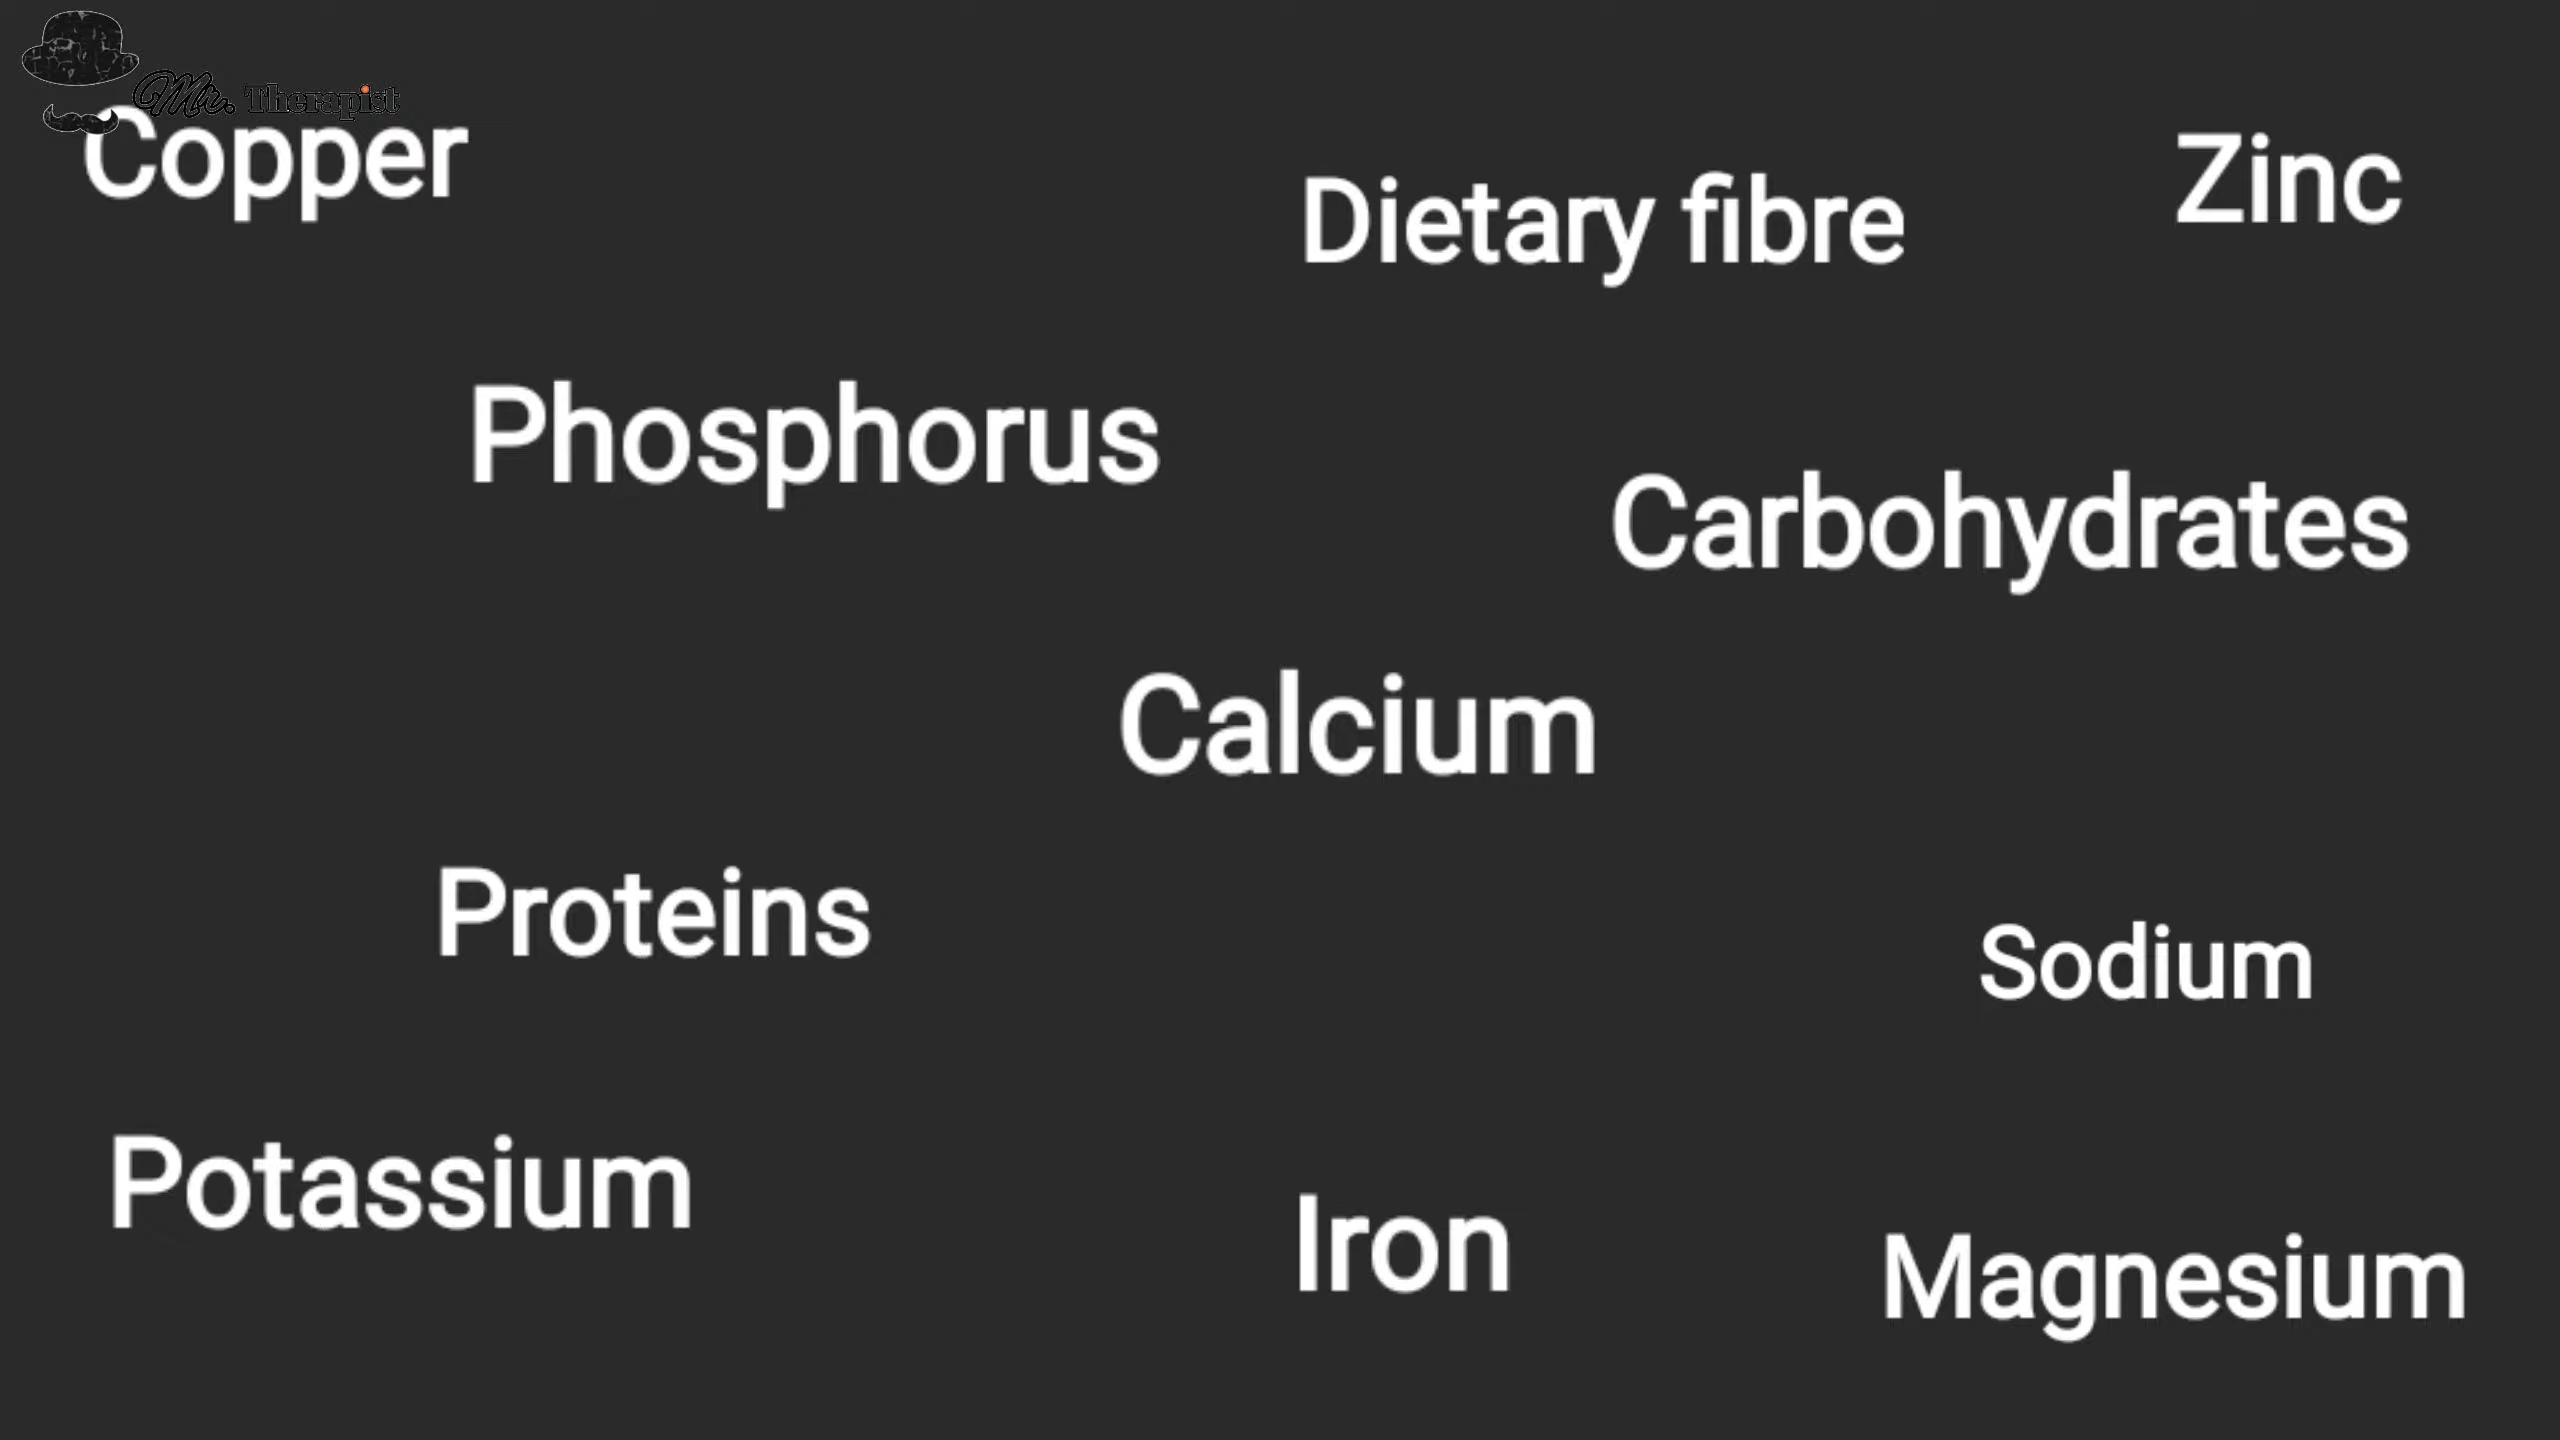 Mr. Therapist
Copper
Dietary fibre
Zinc
Phosphorus
Carbohydrates
Calcium
Proteins
Sodium
Potassium
Iron
Magnesium